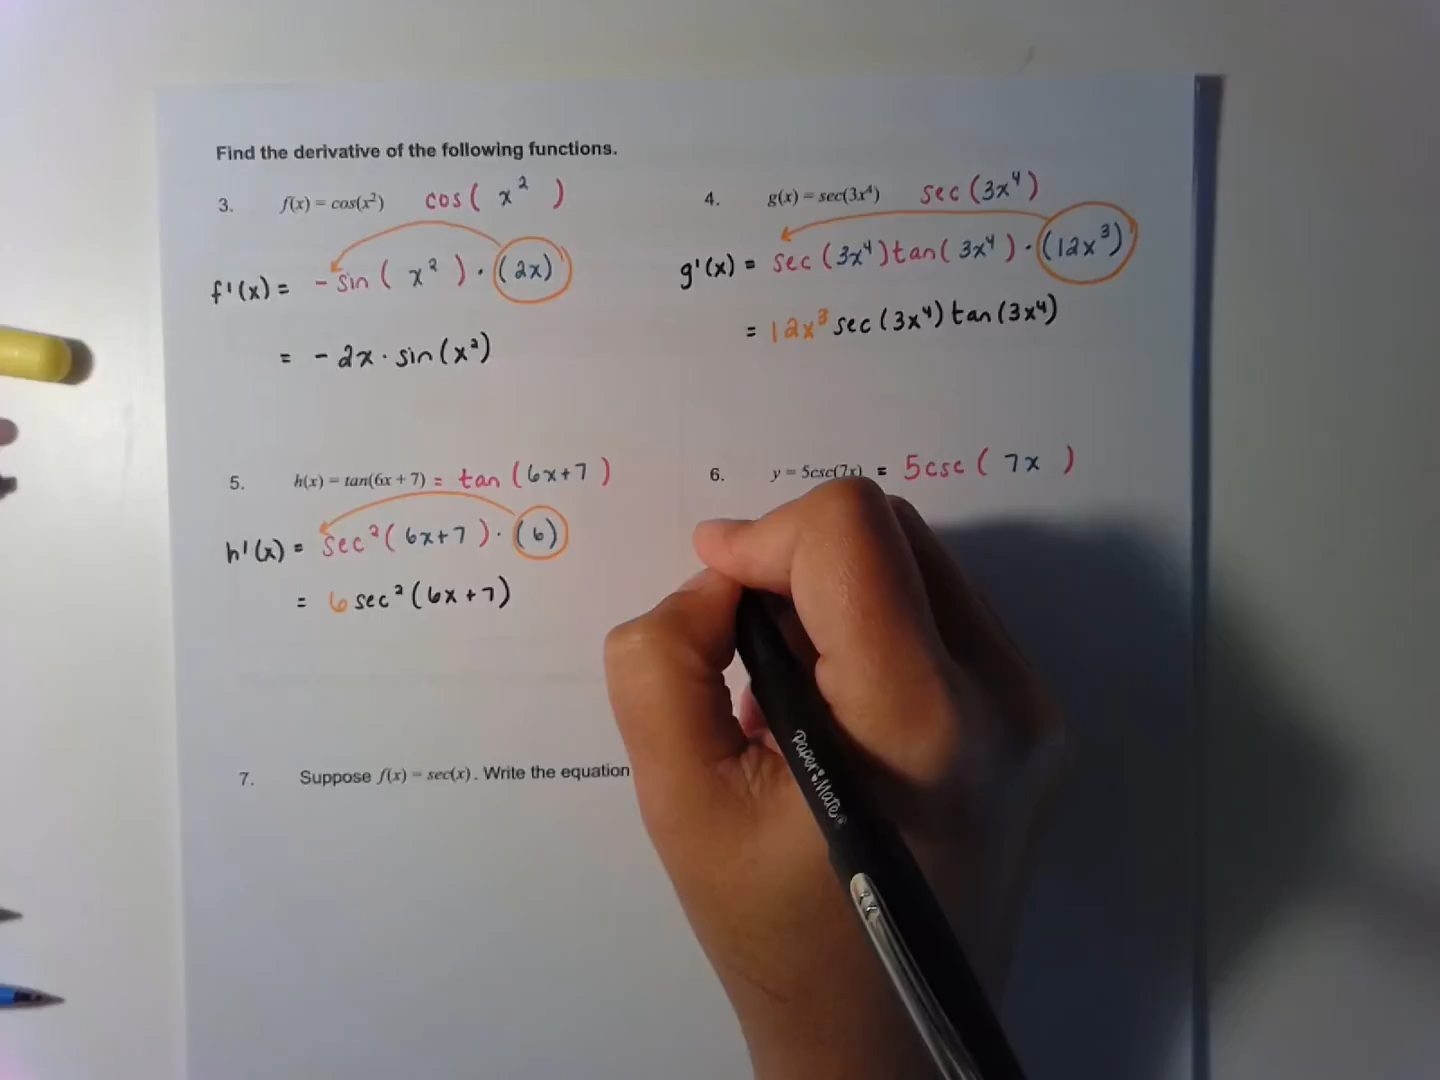 Find the derivative of the following functions.
3. f(x) = cos(x²) cos( x² )
f'(x) = -sin( x² ) · (2x)
= -2x · sin(x²)
4. g(x) = sec(3x⁴) sec(3x⁴)
g'(x) = sec(3x⁴)tan(3x⁴) · (12x³)
= 12x³ sec(3x⁴)tan(3x⁴)
5. h(x) = tan(6x + 7) = tan(6x+7)
h'(x) = sec²(6x+7) · (6)
= 6 sec²(6x+7)
6. y = 5csc(7x) = 5csc( 7x )
7. Suppose f(x) = sec(x). Write the equation
Paper Mate